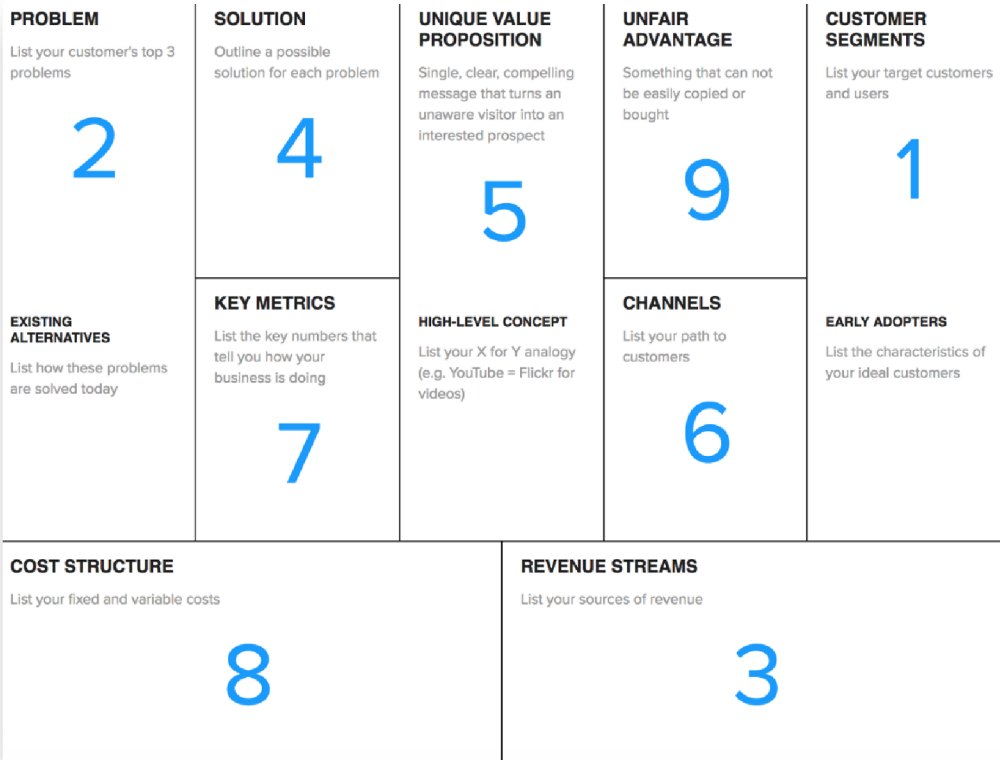 PROBLEM
List your customer's top 3
problems
2
EXISTING
ALTERNATIVES
List how these problems
are solved today
SOLUTION
Outline a possible
solution for each problem
4
KEY METRICS
List the key numbers that
tell you how your
business is doing
7
UNIQUE VALUE
PROPOSITION
Single, clear, compelling
message that turns an
unaware visitor into an
interested prospect
5
HIGH-LEVEL CONCEPT
List your X for Y analogy
(e.g. YouTube = Flickr for
videos)
UNFAIR
ADVANTAGE
Something that can not
be easily copied or
bought
9
CHANNELS
List your path to
customers
6
CUSTOMER
SEGMENTS
List your target customers
and users
1
EARLY ADOPTERS
List the characteristics of
your ideal customers
COST STRUCTURE
List your fixed and variable costs
8
REVENUE STREAMS
List your sources of revenue
3